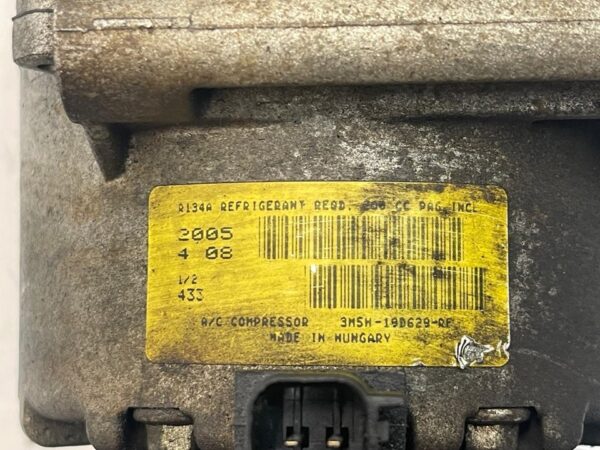 R134A REFRIGERANT REQD. 200 CC PAG INCL
2005
4 08
1/2
433
A/C COMPRESSOR 3M5H-19D629-RF
MADE IN HUNGARY